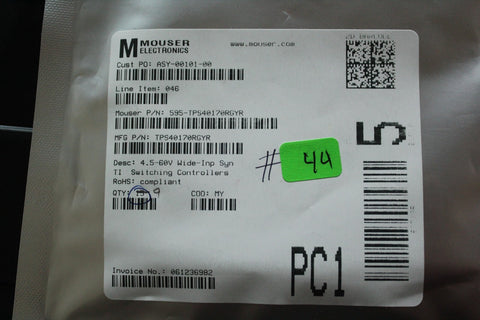 MOUSER
ELECTRONICS
www.mouser.com
Cust PO: ASY-00101-00
Line Item: 046
Mouser P/N: 595-TPS40170RGYR
MFG P/N: TPS40170RGYR
Desc: 4.5-60V Wide-Inp Syn
TI Switching Controllers
RoHS: compliant
QTY:
COO: MY
Invoice No.: 061236982
# 44
5
PC1